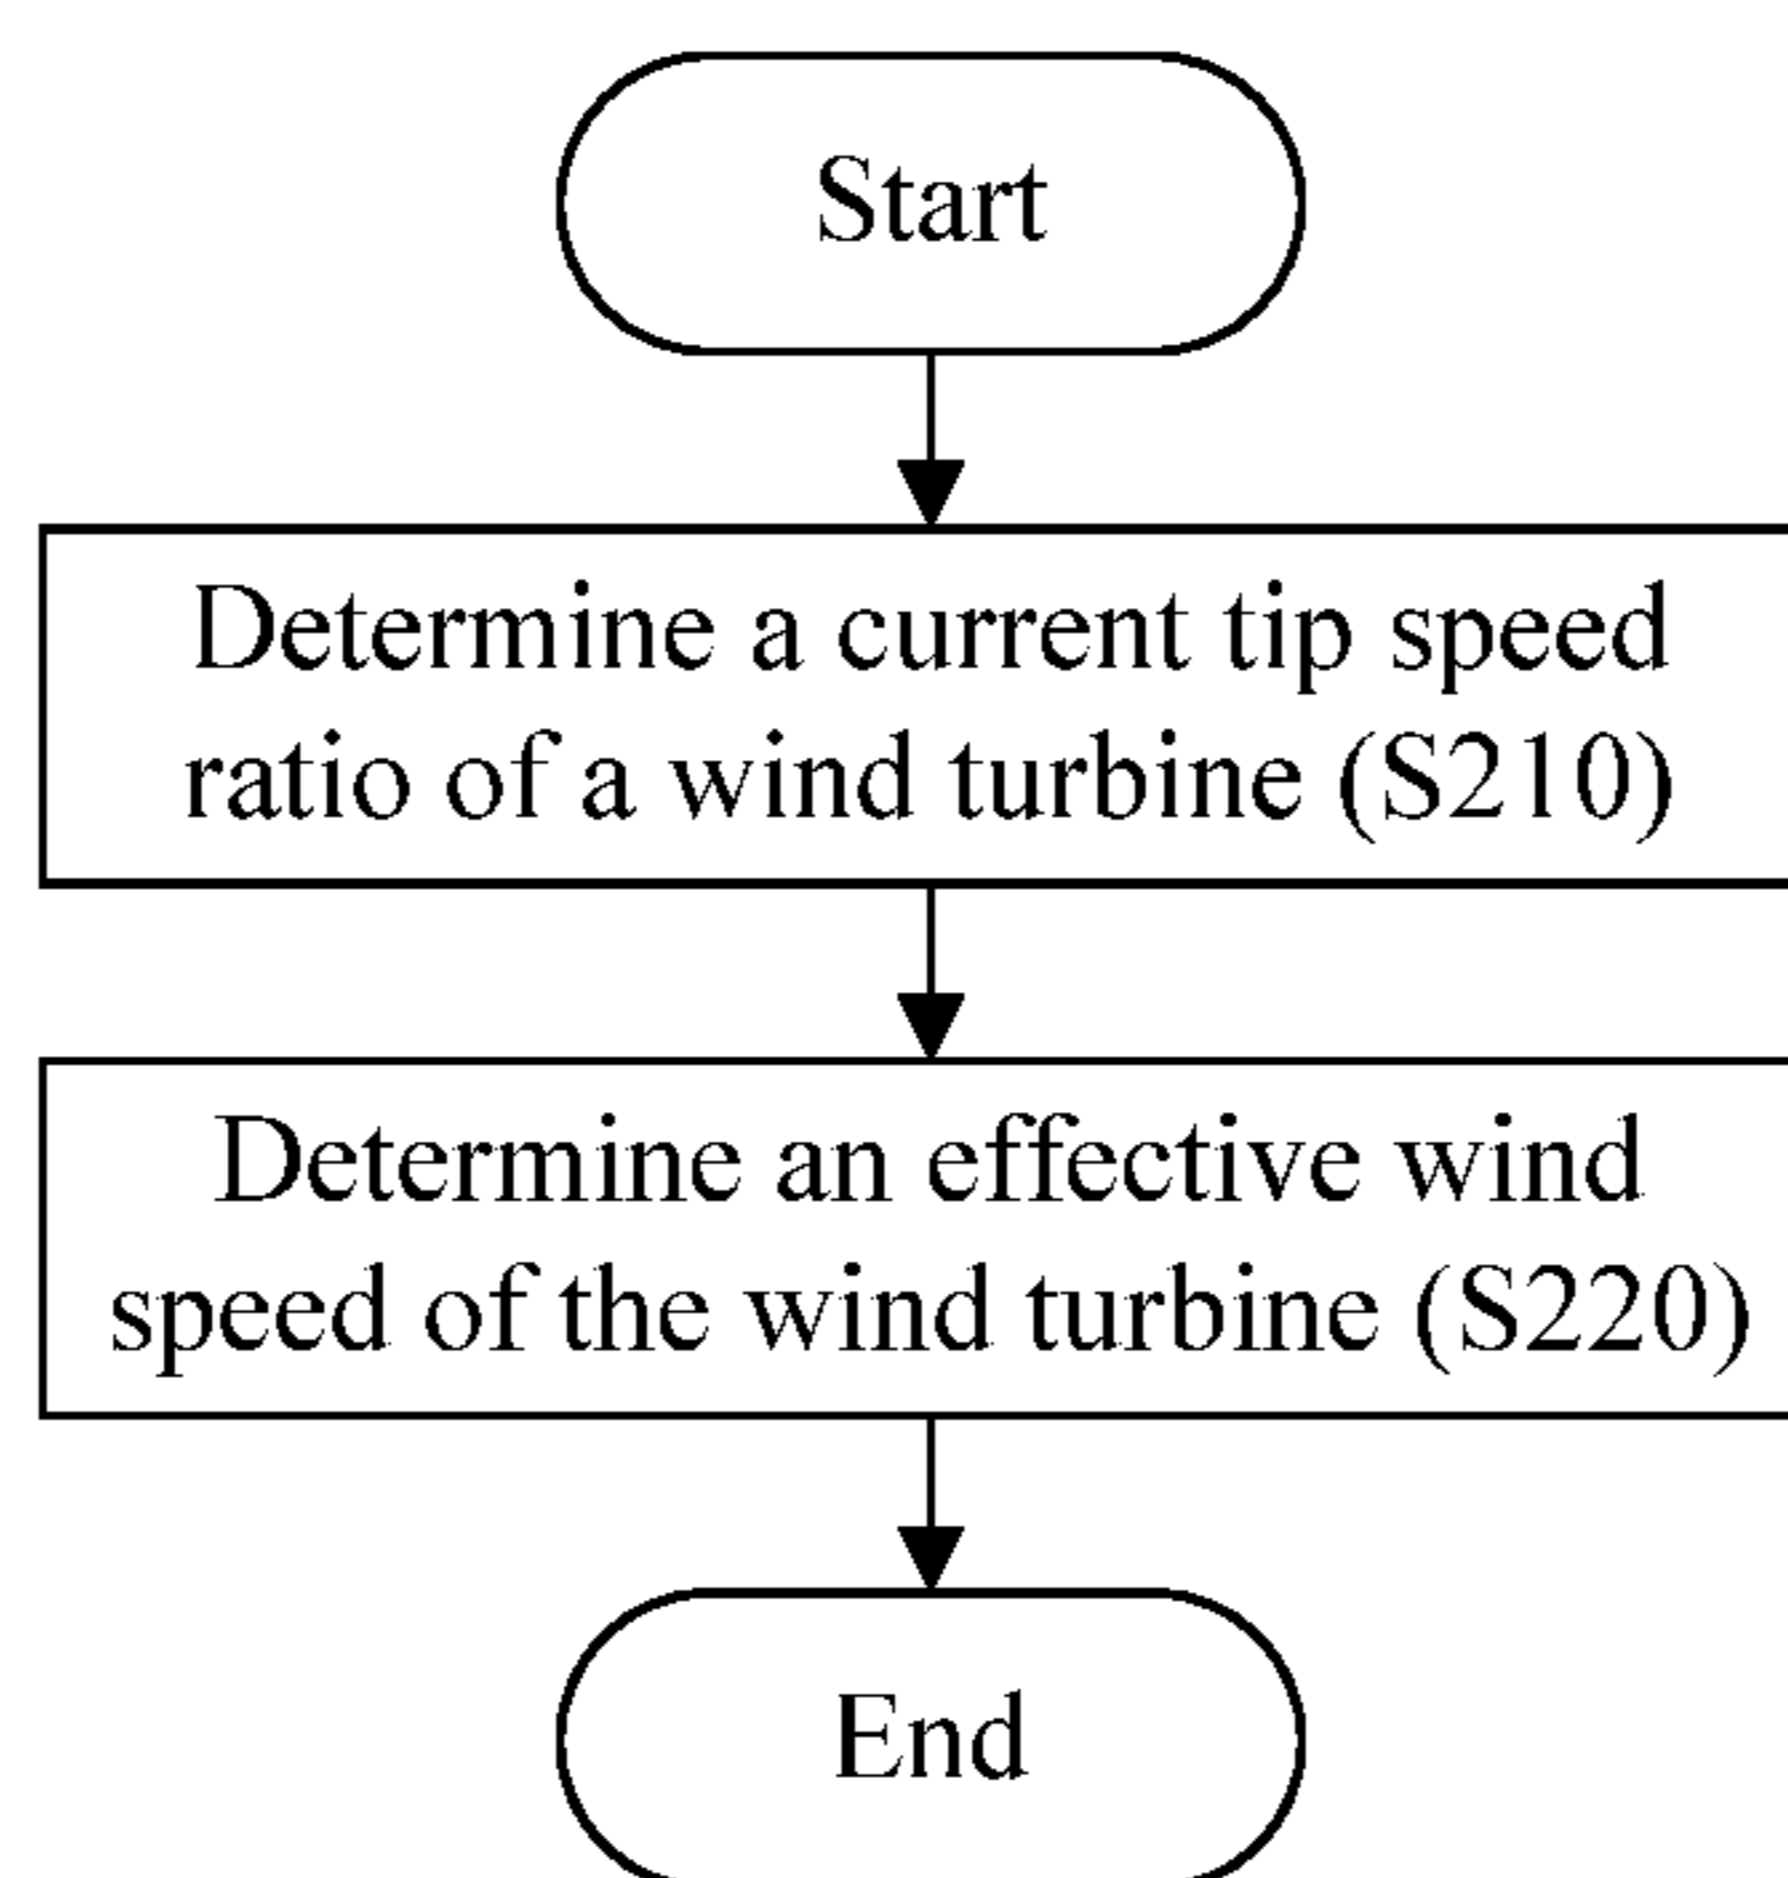 Start
Determine a current tip speed
ratio of a wind turbine (S210)
Determine an effective wind
speed of the wind turbine (S220)
End